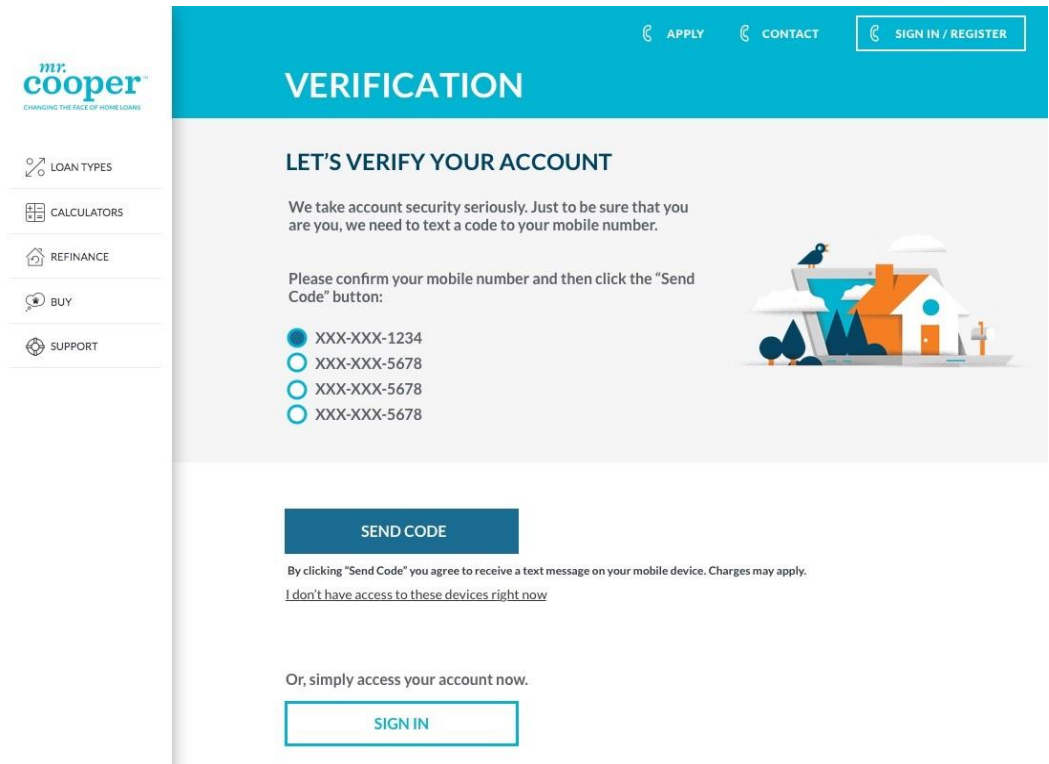 mr.
cooper
CHANGING THE FACE OF HOME LOANS
LOAN TYPES
CALCULATORS
REFINANCE
BUY
SUPPORT
APPLY
CONTACT
SIGN IN / REGISTER
VERIFICATION
LET’S VERIFY YOUR ACCOUNT
We take account security seriously. Just to be sure that you
are you, we need to text a code to your mobile number.
Please confirm your mobile number and then click the “Send
Code” button:
XXX-XXX-1234
XXX-XXX-5678
XXX-XXX-5678
XXX-XXX-5678
SEND CODE
By clicking “Send Code” you agree to receive a text message on your mobile device. Charges may apply.
I don’t have access to these devices right now
Or, simply access your account now.
SIGN IN